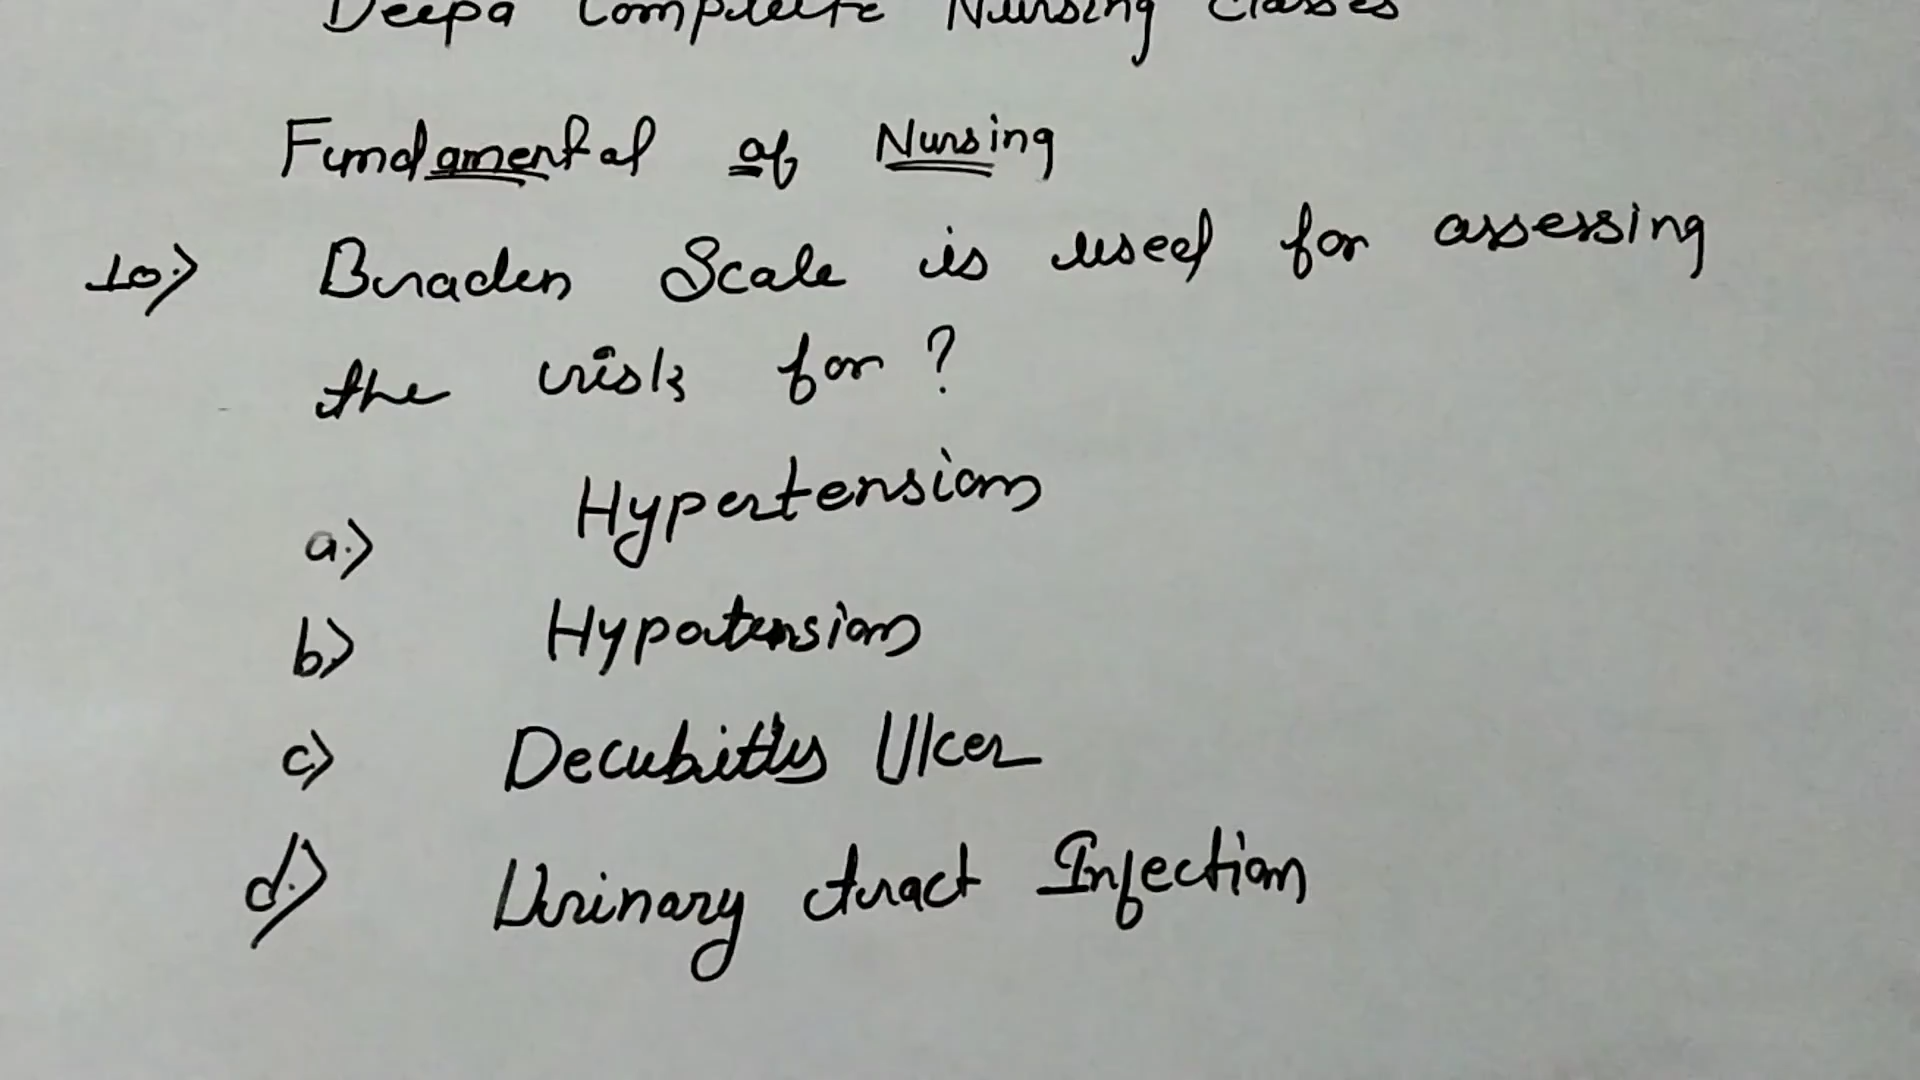 Deepa Complete Nursing Classes
Fundamental of Nursing
10.) Braden Scale is used for assessing
the risk for ?
a.) Hypertension
b.) Hypotension
c.) Decubitus Ulcer
d.) Urinary tract Infection